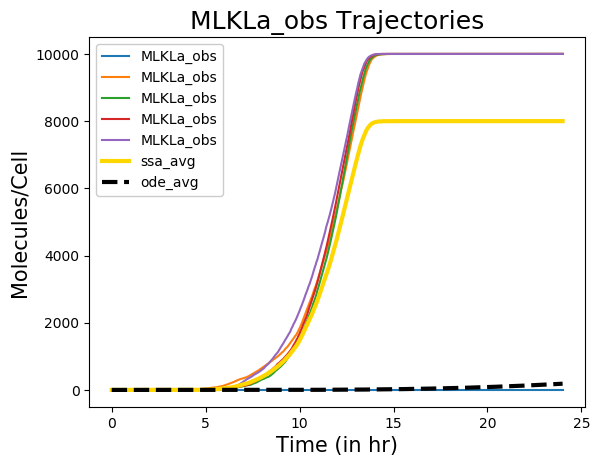 MLKLa_obs Trajectories
10000
8000
6000
4000
2000
0
Molecules/Cell
MLKLa_obs
MLKLa_obs
MLKLa_obs
MLKLa_obs
MLKLa_obs
ssa_avg
ode_avg
0 5 10 15 20 25
Time (in hr)